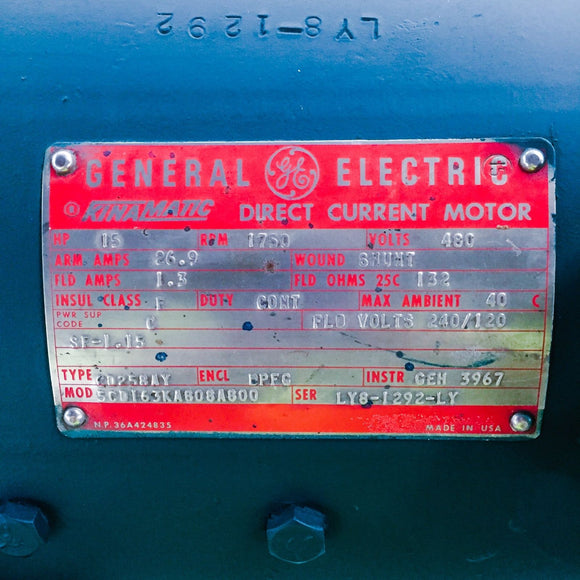 LY8-1292
GENERAL GE ELECTRIC
® KINAMATIC DIRECT CURRENT MOTOR
HP 15 RPM 1750 VOLTS 480
ARM. AMPS 26.9 WOUND SHUNT
FLD AMPS 1.3 FLD OHMS 25C 132
INSUL CLASS F DUTY CONT MAX AMBIENT 40 C
PWR SUP
CODE C FLD VOLTS 240/120
SF-1.15
TYPE CD258AY ENCL LPFG INSTR GEH 3967
MOD 5CD163KA808A800 SER LY8-1292-LY
N.P. 36A424835 MADE IN USA